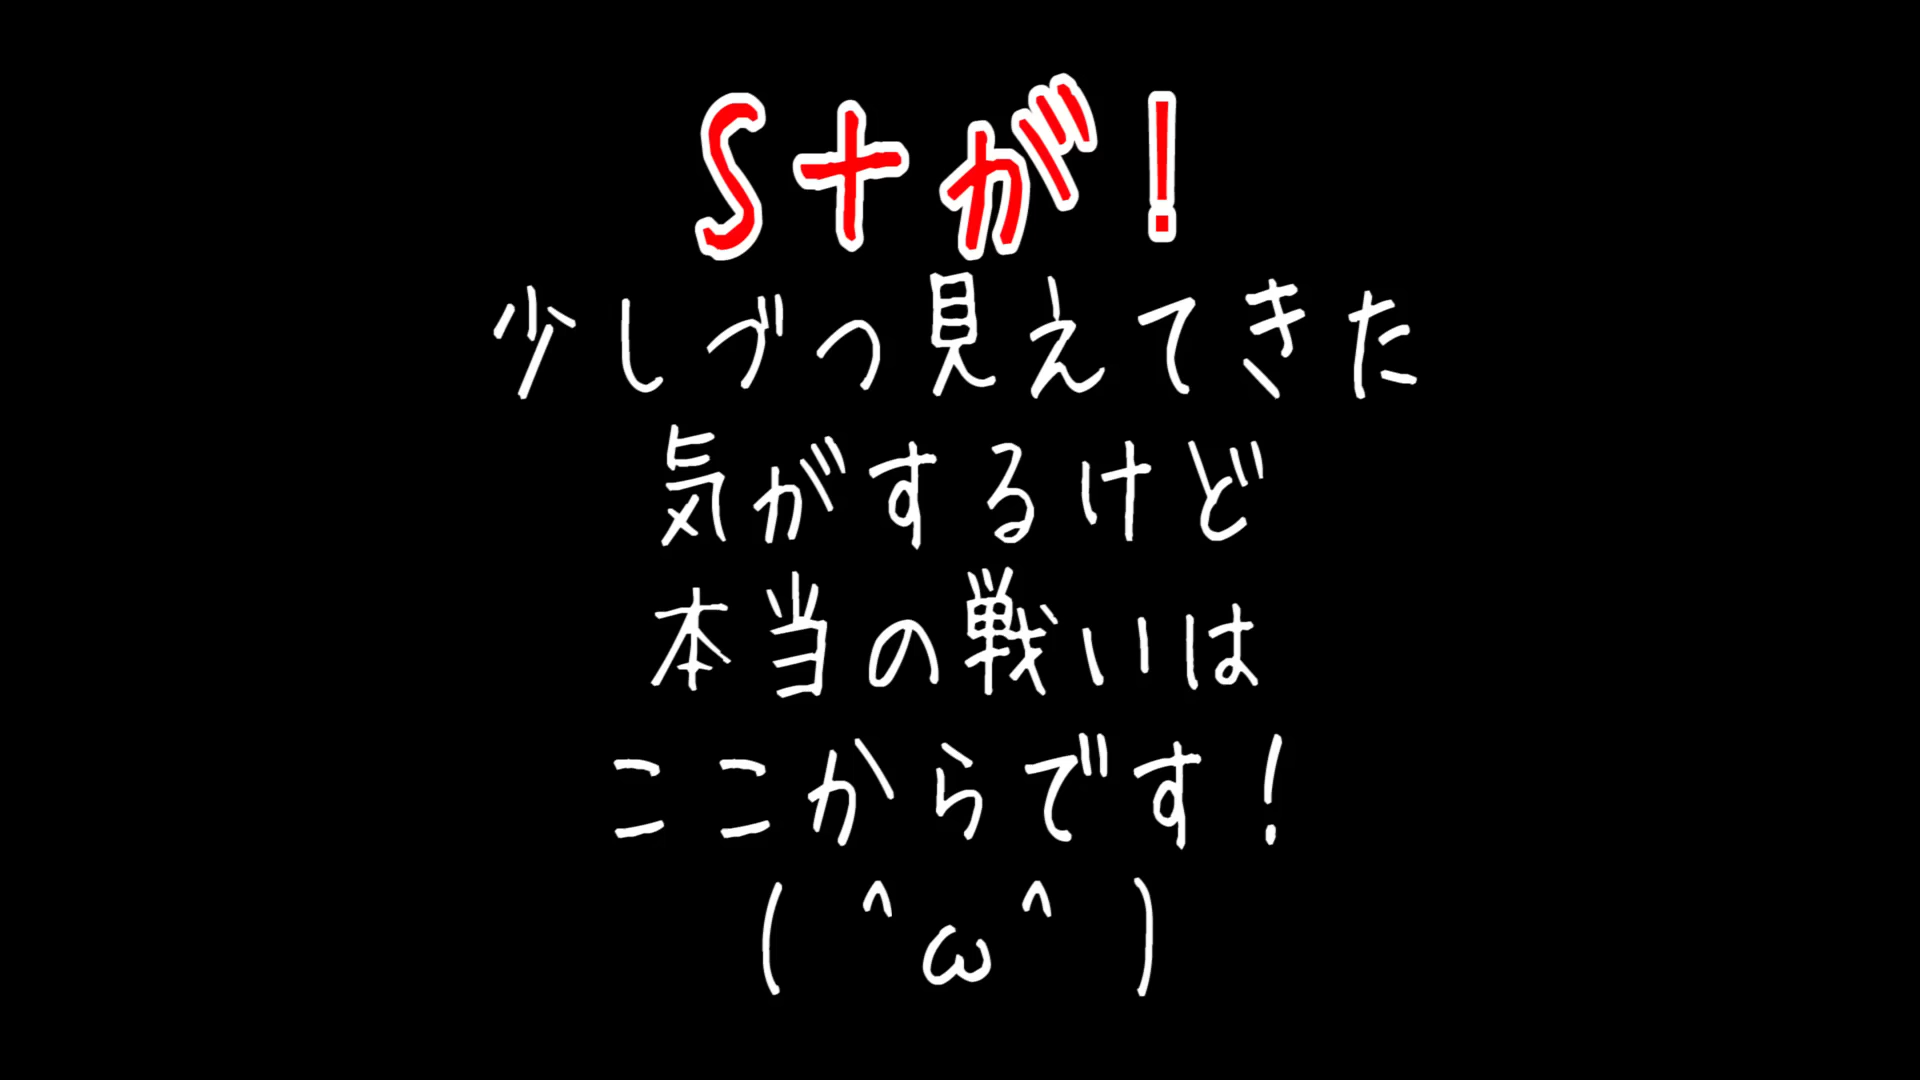 S+が!
少しづつ見えてきた
気がするけど
本当の戦いは
ここからです！
( ^ω^ )